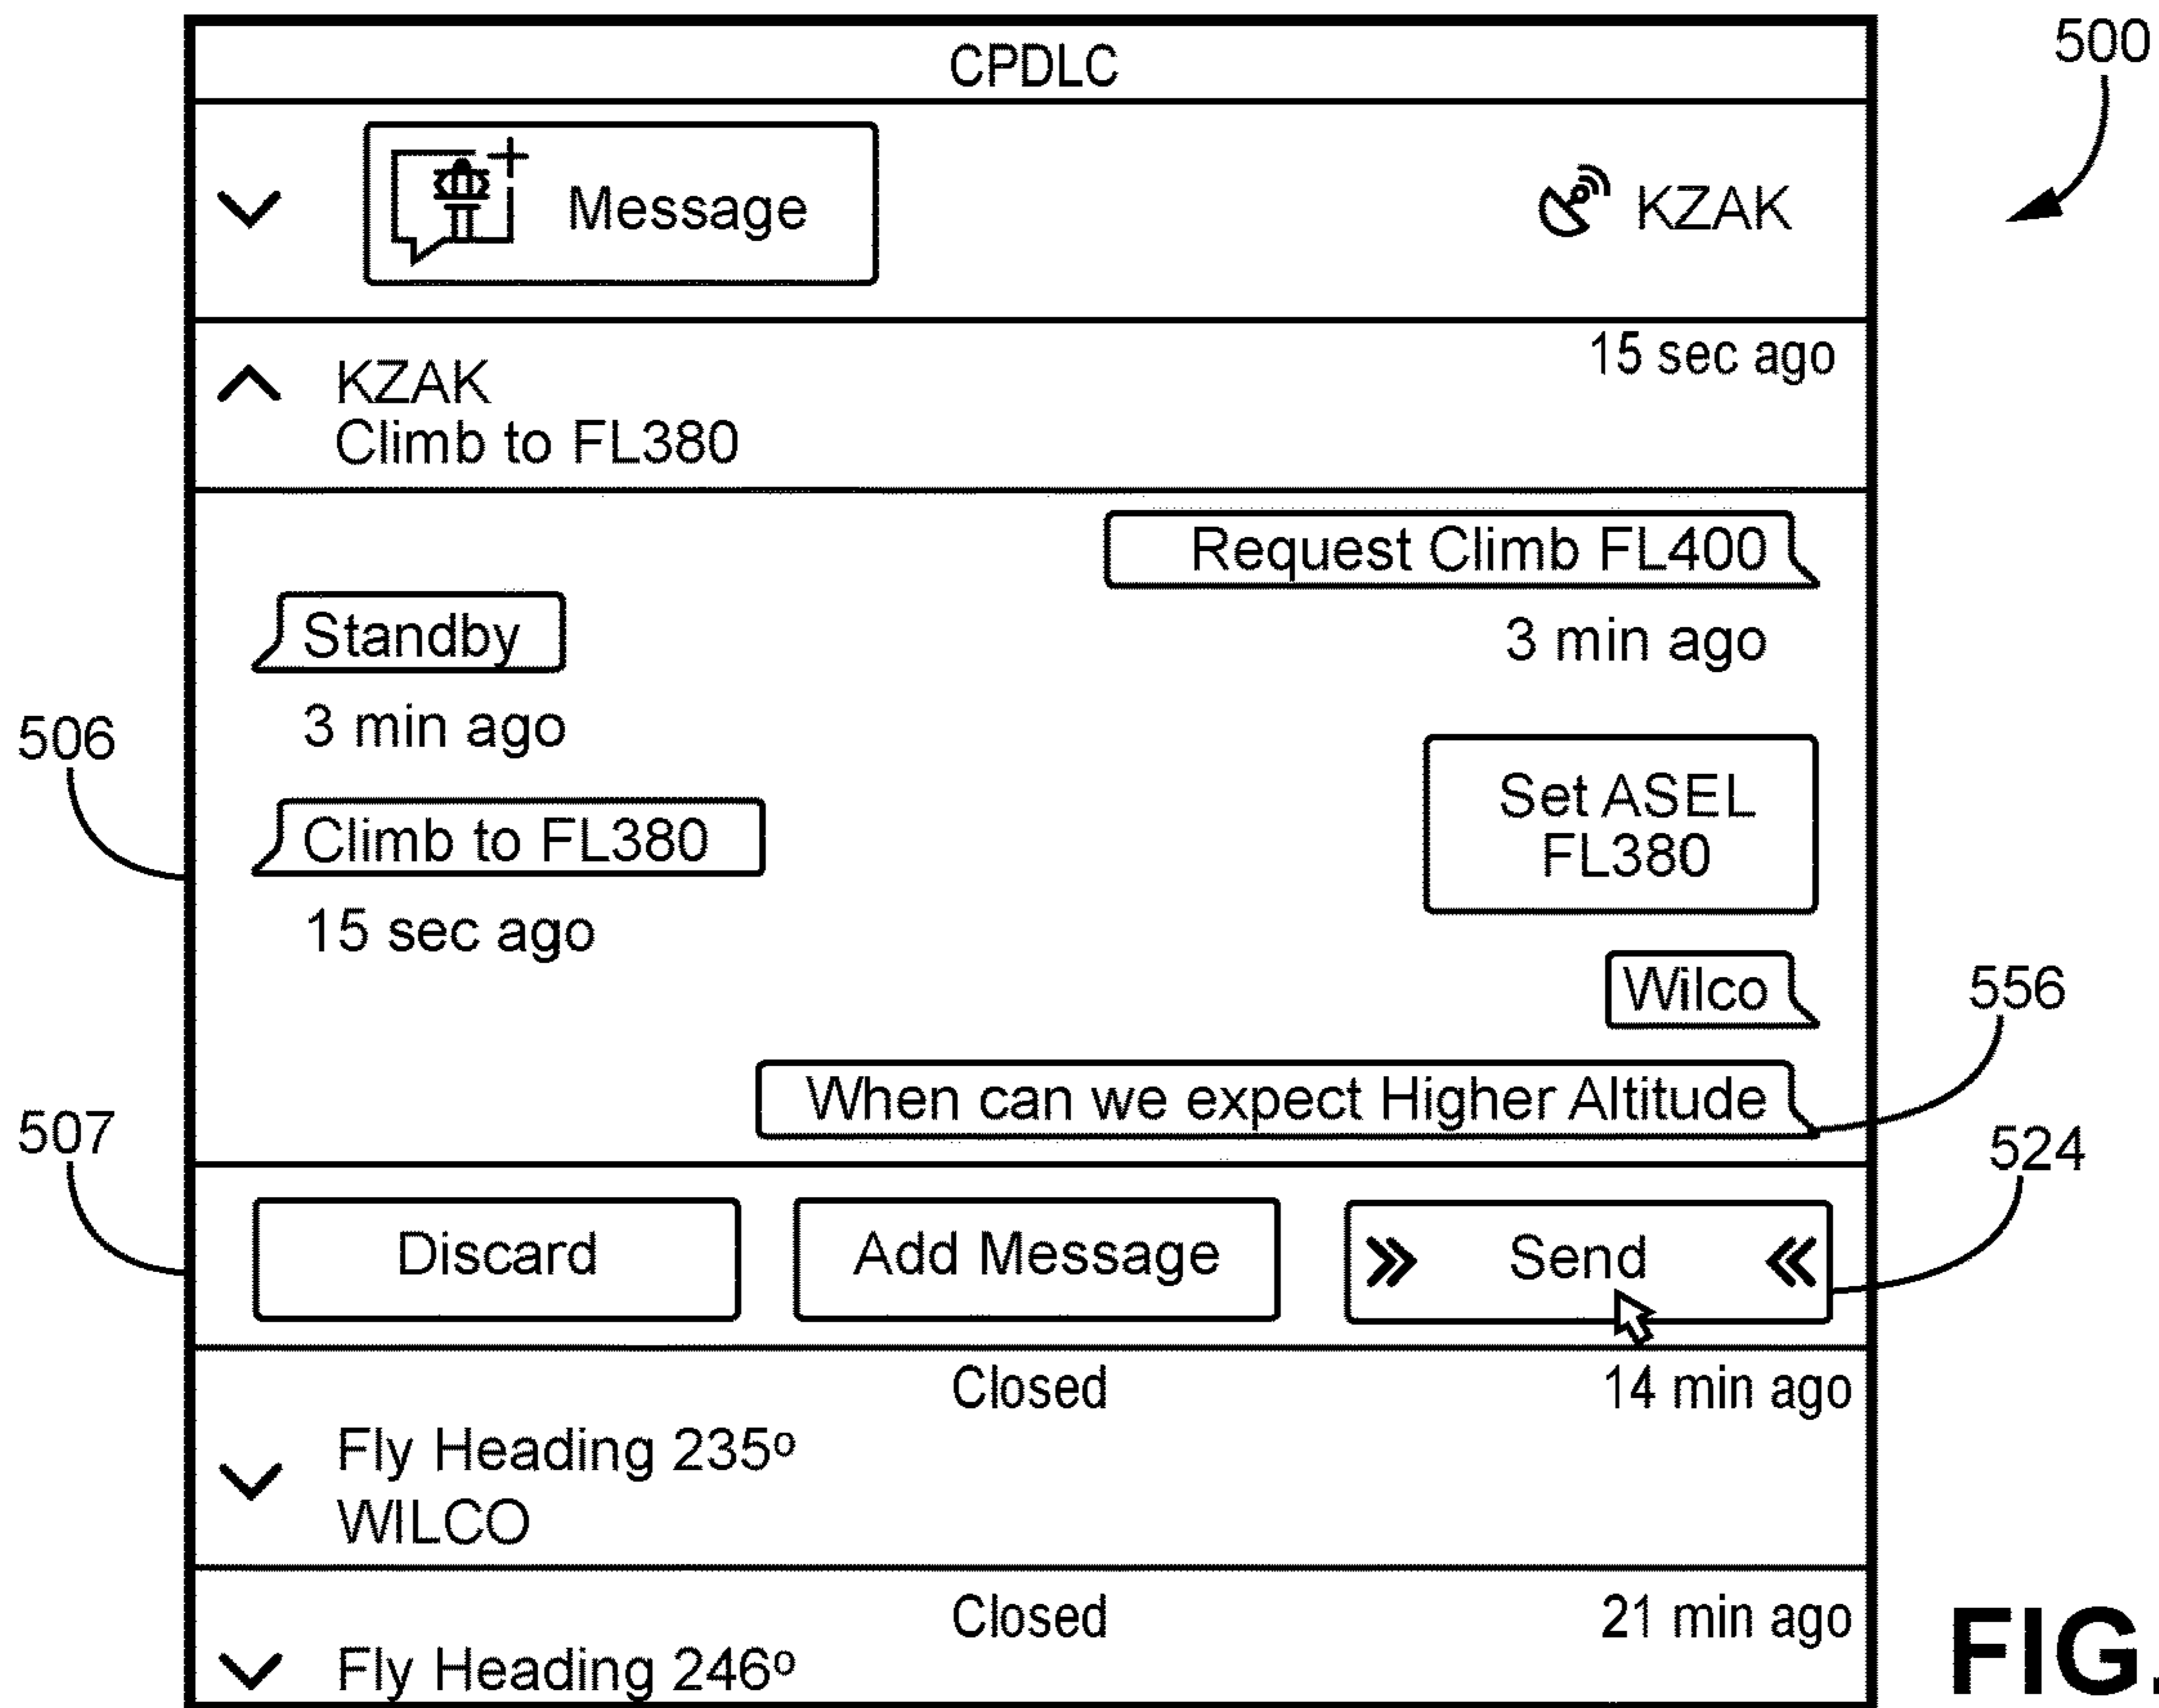 CPDLC
500
Message
KZAK
15 sec ago
KZAK
Climb to FL380
Request Climb FL400
3 min ago
Standby
3 min ago
506
Set ASEL
FL380
Climb to FL380
15 sec ago
Wilco
556
When can we expect Higher Altitude
507
524
Discard
Add Message
» Send «
Closed
14 min ago
Fly Heading 235º
WILCO
Closed
21 min ago
Fly Heading 246º
FIG.